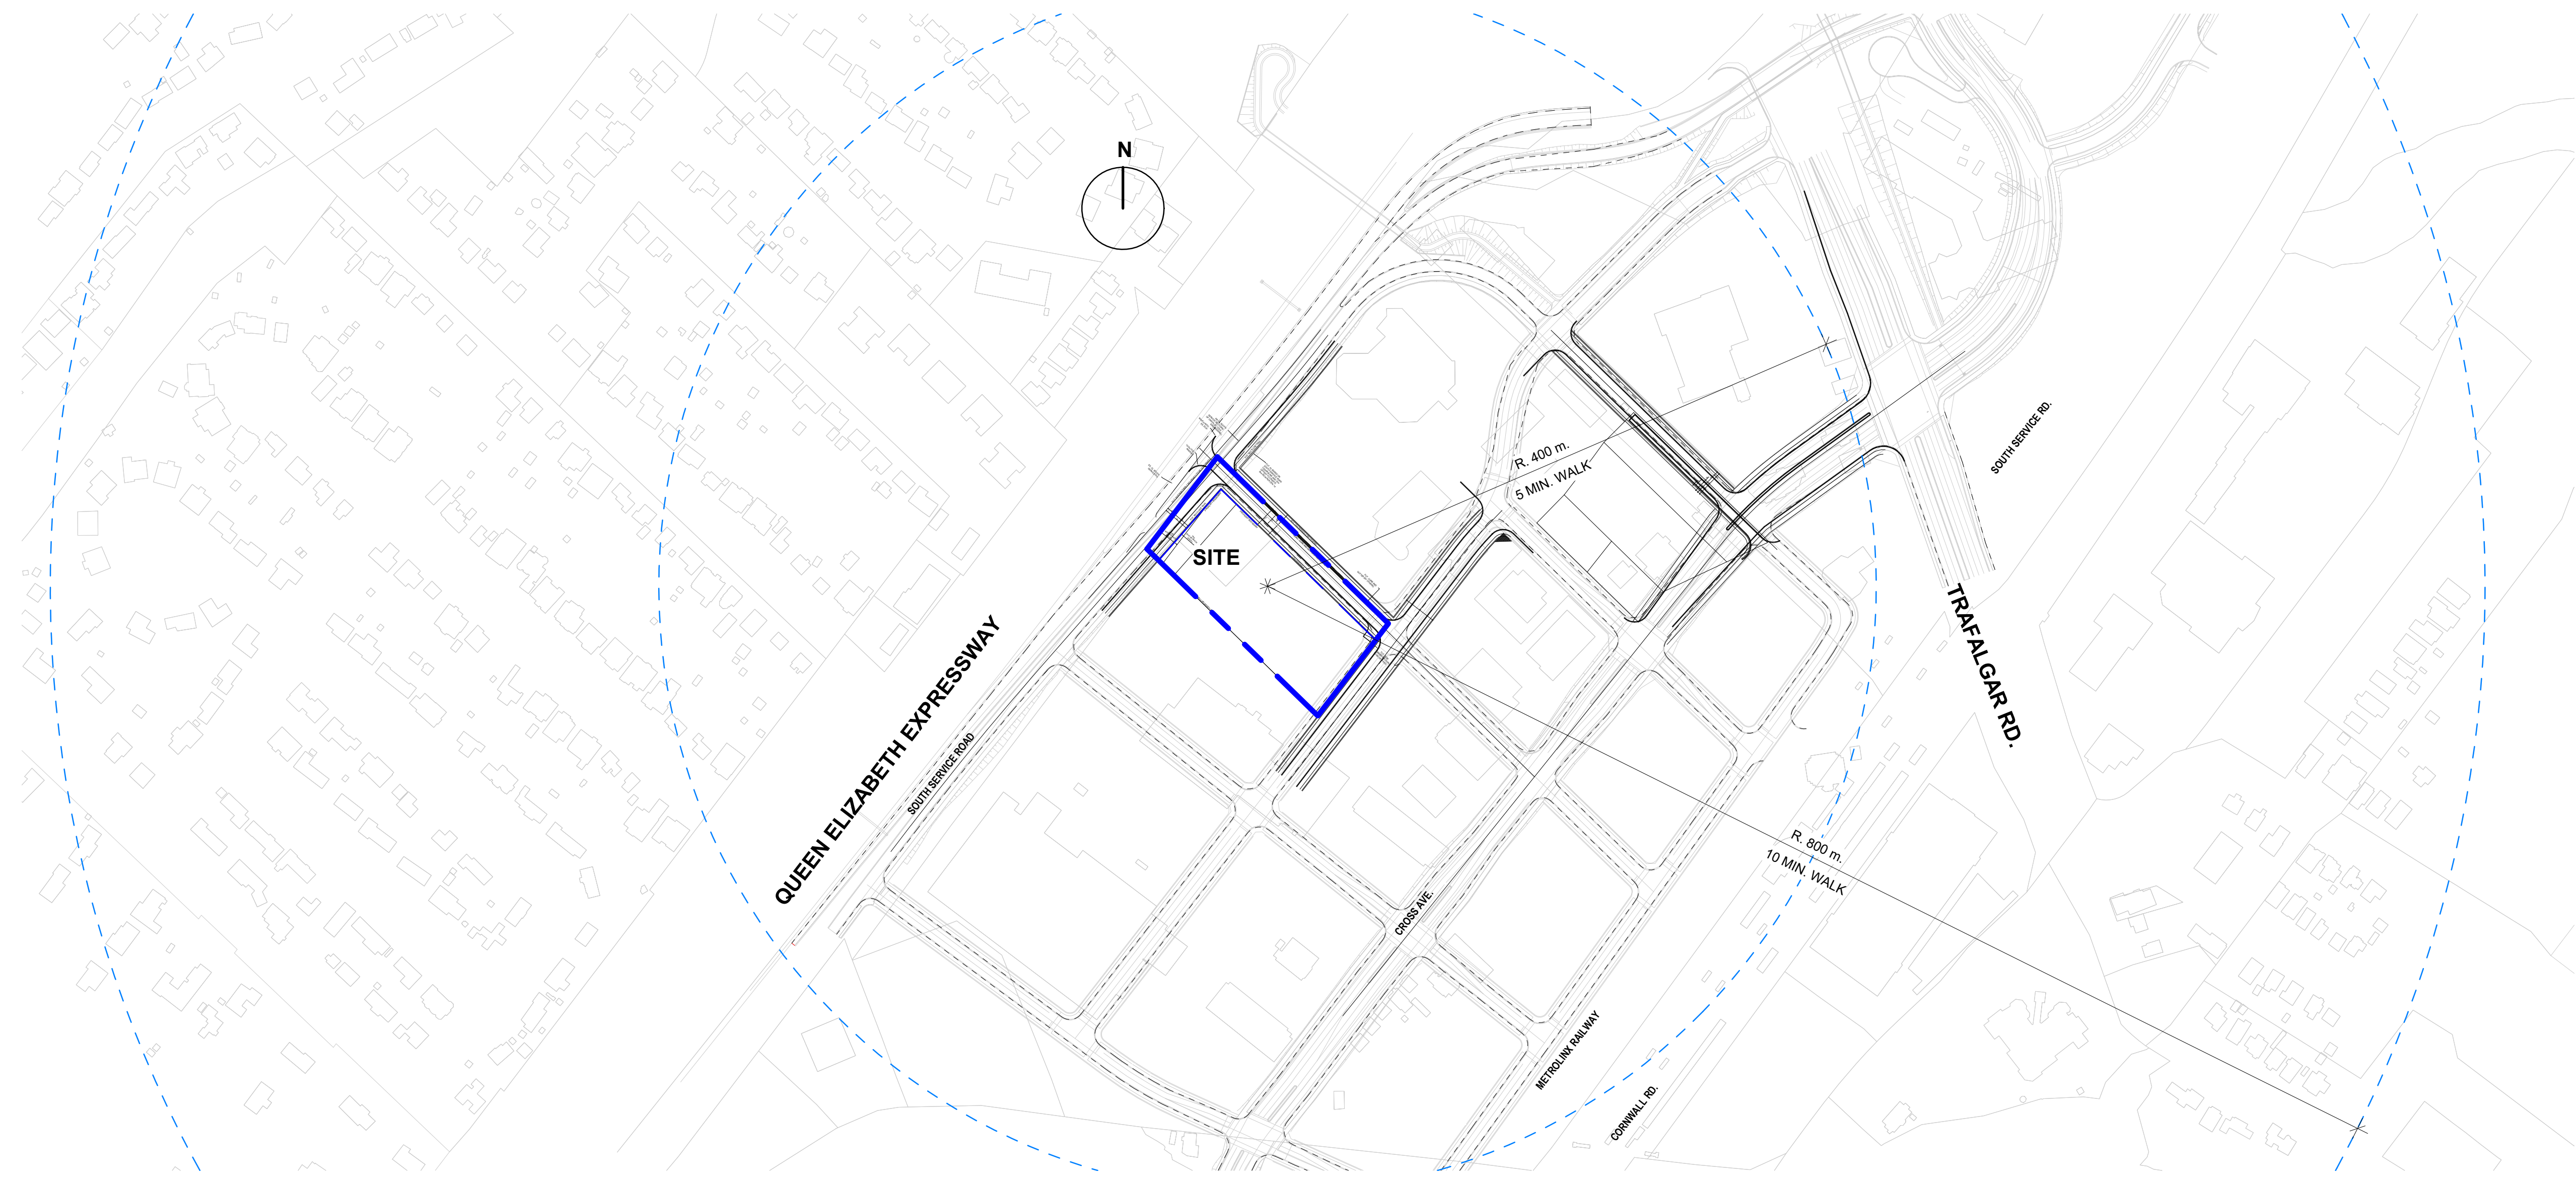 N
SOUTH SERVICE RD.
R. 400 m.
5 MIN. WALK
SITE
TRAFALGAR RD.
QUEEN ELIZABETH EXPRESSWAY
SOUTH SERVICE ROAD
R. 800 m.
10 MIN. WALK
CROSS AVE.
METROLINX RAILWAY
CORNWALL RD.